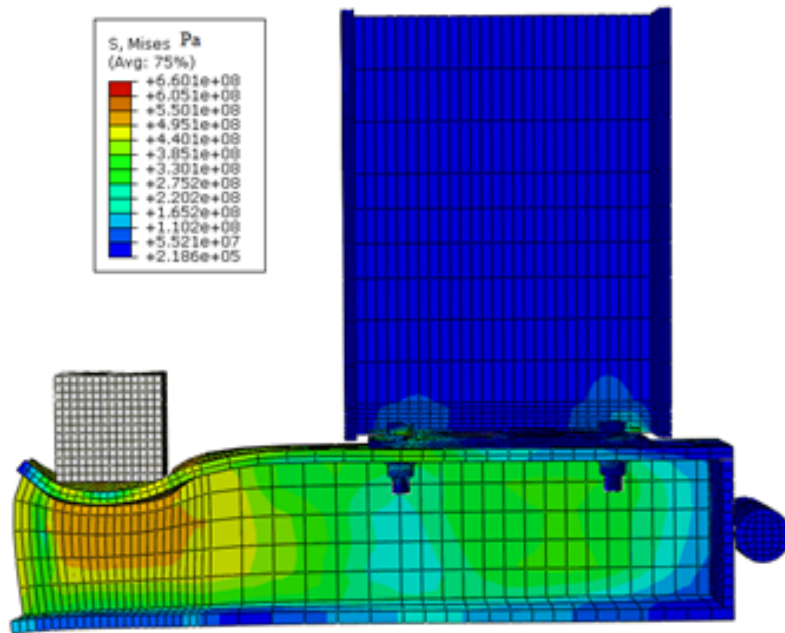 S, Mises Pa
(Avg: 75%)
+6.601e+08
+6.051e+08
+5.501e+08
+4.951e+08
+4.401e+08
+3.851e+08
+3.301e+08
+2.752e+08
+2.202e+08
+1.652e+08
+1.102e+08
+5.521e+07
+2.186e+05